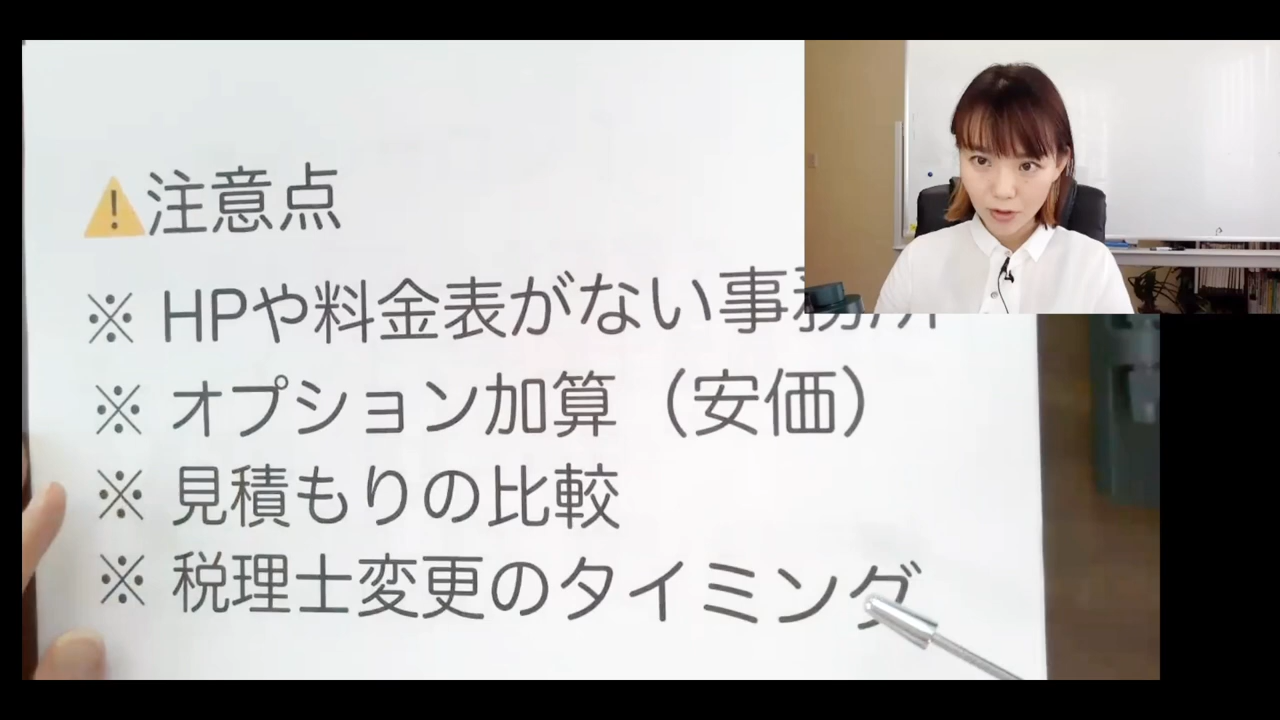 ⚠注意点
※ HPや料金表がない事務所
※ オプション加算（安価）
※ 見積もりの比較
※ 税理士変更のタイミング